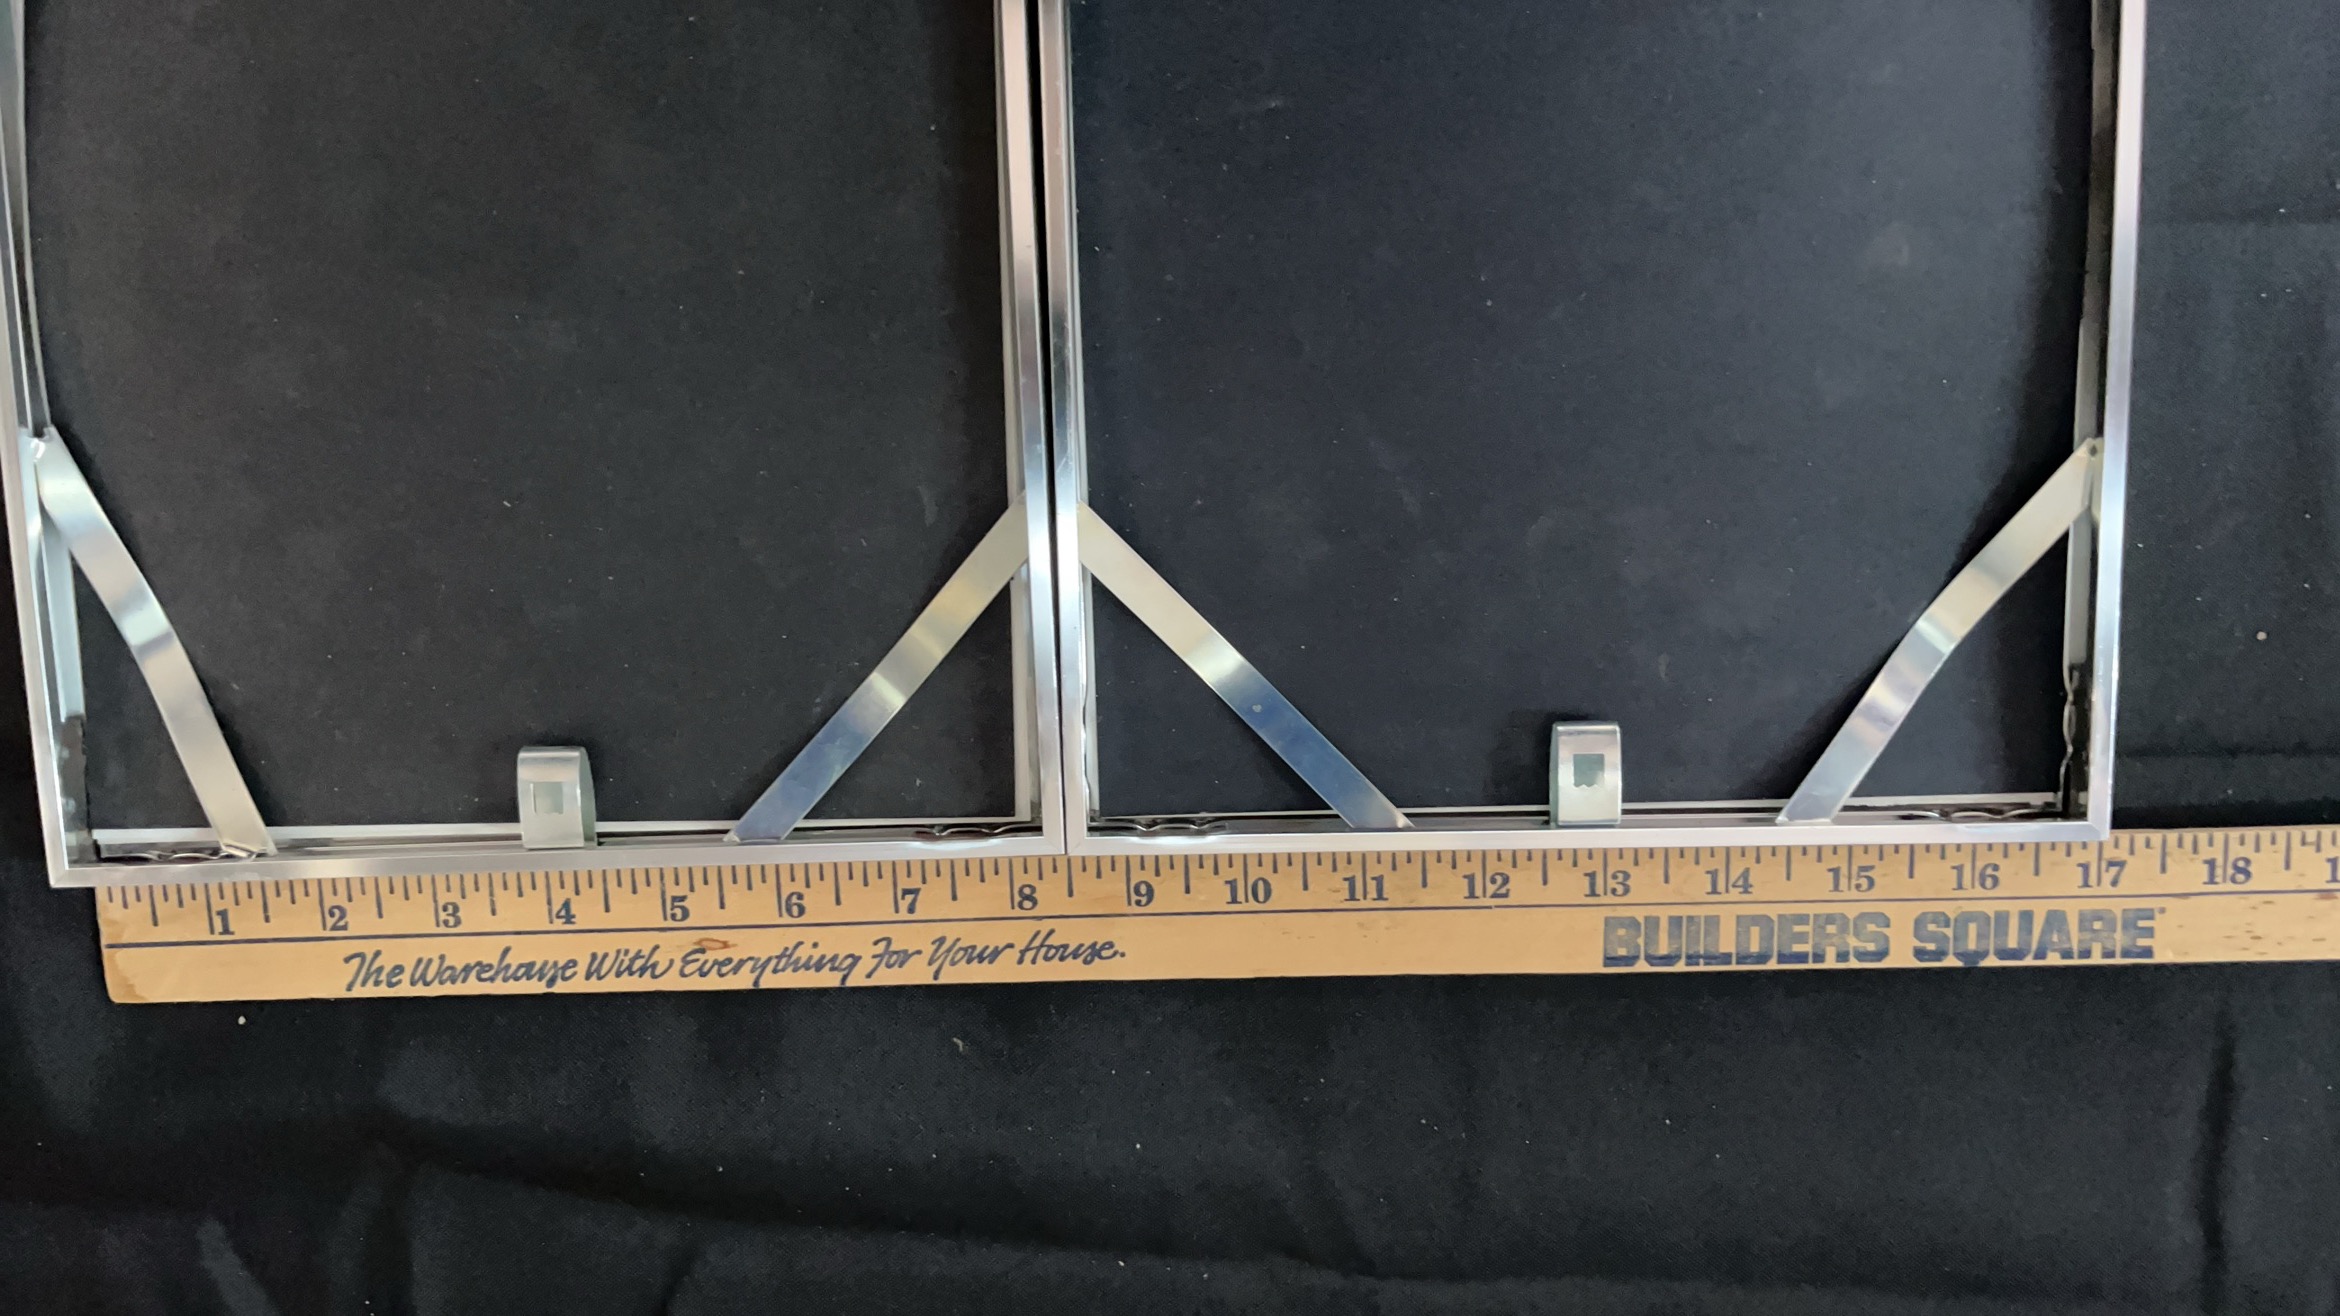 1 2 3 4 5 6 7 8 9 10 11 12 13 14 15 16 17 18
The Warehouse With Everything For Your House. BUILDERS SQUARE